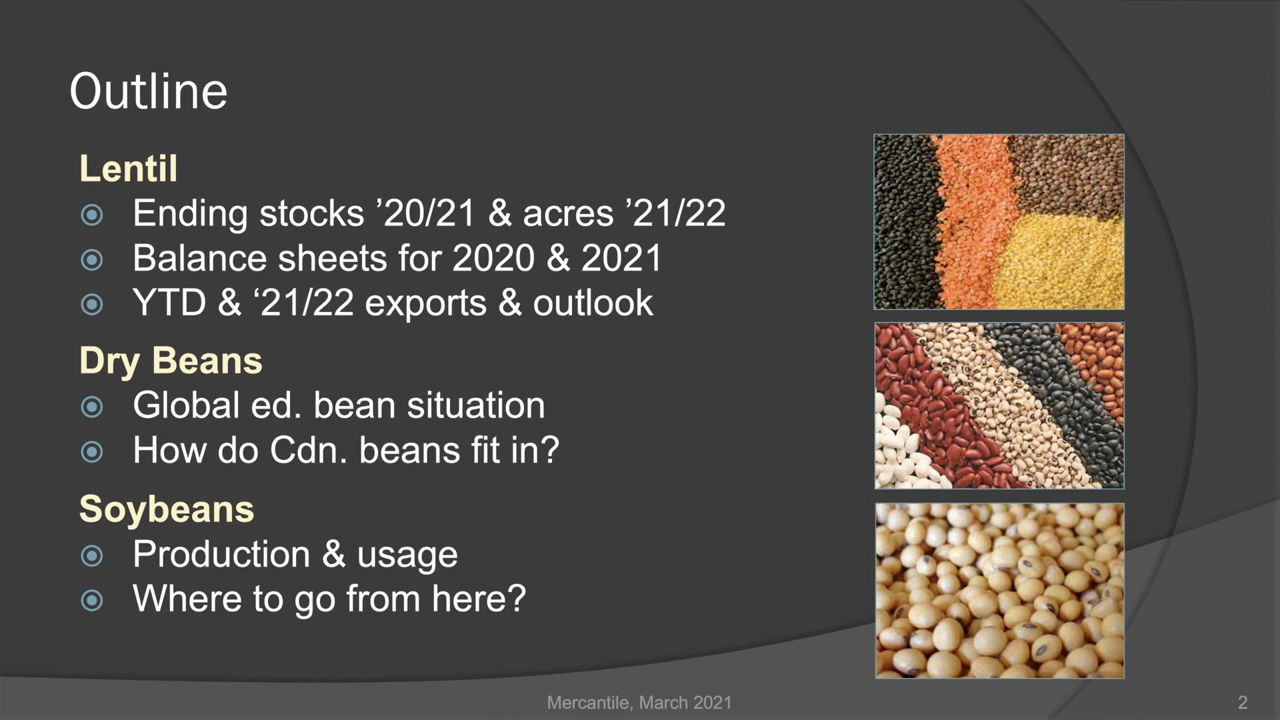 Outline
Lentil
Ending stocks ’20/21 & acres ’21/22
Balance sheets for 2020 & 2021
YTD & ‘21/22 exports & outlook
Dry Beans
Global ed. bean situation
How do Cdn. beans fit in?
Soybeans
Production & usage
Where to go from here?
Mercantile, March 2021
2